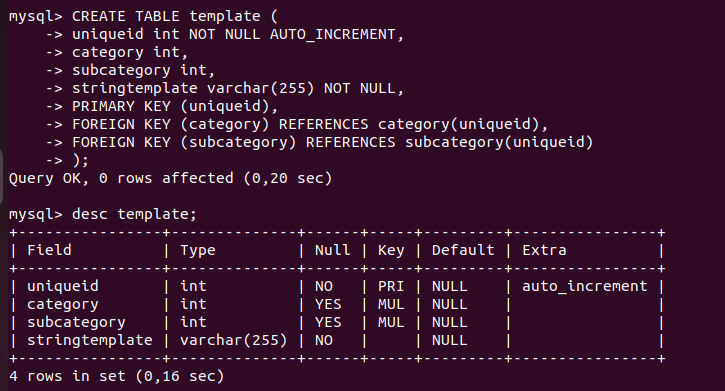 mysql> CREATE TABLE template (
    -> uniqueid int NOT NULL AUTO_INCREMENT,
    -> category int,
    -> subcategory int,
    -> stringtemplate varchar(255) NOT NULL,
    -> PRIMARY KEY (uniqueid),
    -> FOREIGN KEY (category) REFERENCES category(uniqueid),
    -> FOREIGN KEY (subcategory) REFERENCES subcategory(uniqueid)
    -> );
Query OK, 0 rows affected (0,20 sec)

mysql> desc template;
+----------------+--------------+------+-----+---------+----------------+
| Field          | Type         | Null | Key | Default | Extra          |
+----------------+--------------+------+-----+---------+----------------+
| uniqueid       | int          | NO   | PRI | NULL    | auto_increment |
| category       | int          | YES  | MUL | NULL    |                |
| subcategory    | int          | YES  | MUL | NULL    |                |
| stringtemplate | varchar(255) | NO   |     | NULL    |                |
+----------------+--------------+------+-----+---------+----------------+
4 rows in set (0,16 sec)